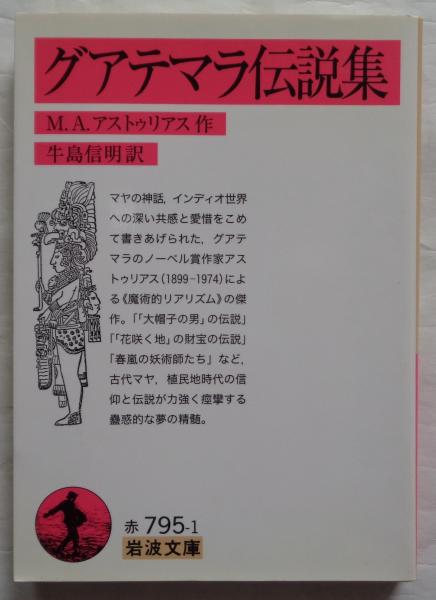 グアテマラ伝説集
M.A.アストゥリアス作
牛島信明訳
マヤの神話，インディオ世界
への深い共感と愛惜をこめ
て書きあげられた，グアテ
マラのノーベル賞作家アス
トゥリアス(1899-1974)によ
る《魔術的リアリズム》の傑
作。「「大帽子の男」の伝説」
「「花咲く地」の財宝の伝説」
「春嵐の妖術師たち」など，
古代マヤ，植民地時代の信
仰と伝説が力強く痙攣する
蠱惑的な夢の精髄。
赤 795-1
岩波文庫